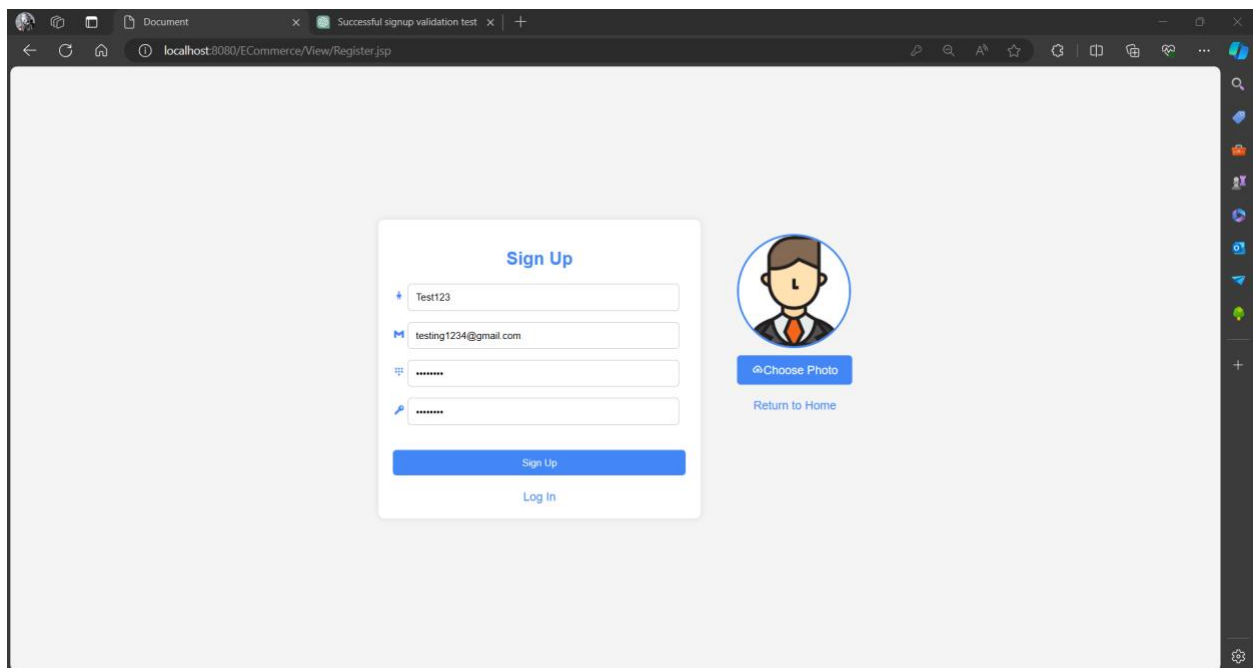 Document
Successful signup validation test
localhost:8080/ECommerce/View/Register.jsp
Sign Up
Test123
testing1234@gmail.com
••••••••
••••••••
Sign Up
Log In
Choose Photo
Return to Home